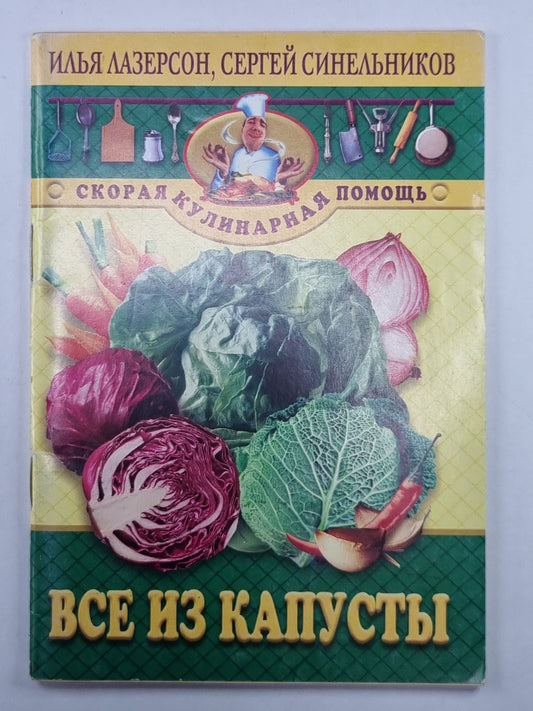 ИЛЬЯ ЛАЗЕРСОН, СЕРГЕЙ СИНЕЛЬНИКОВ
СКОРАЯ КУЛИНАРНАЯ ПОМОЩЬ
ВСЕ ИЗ КАПУСТЫ